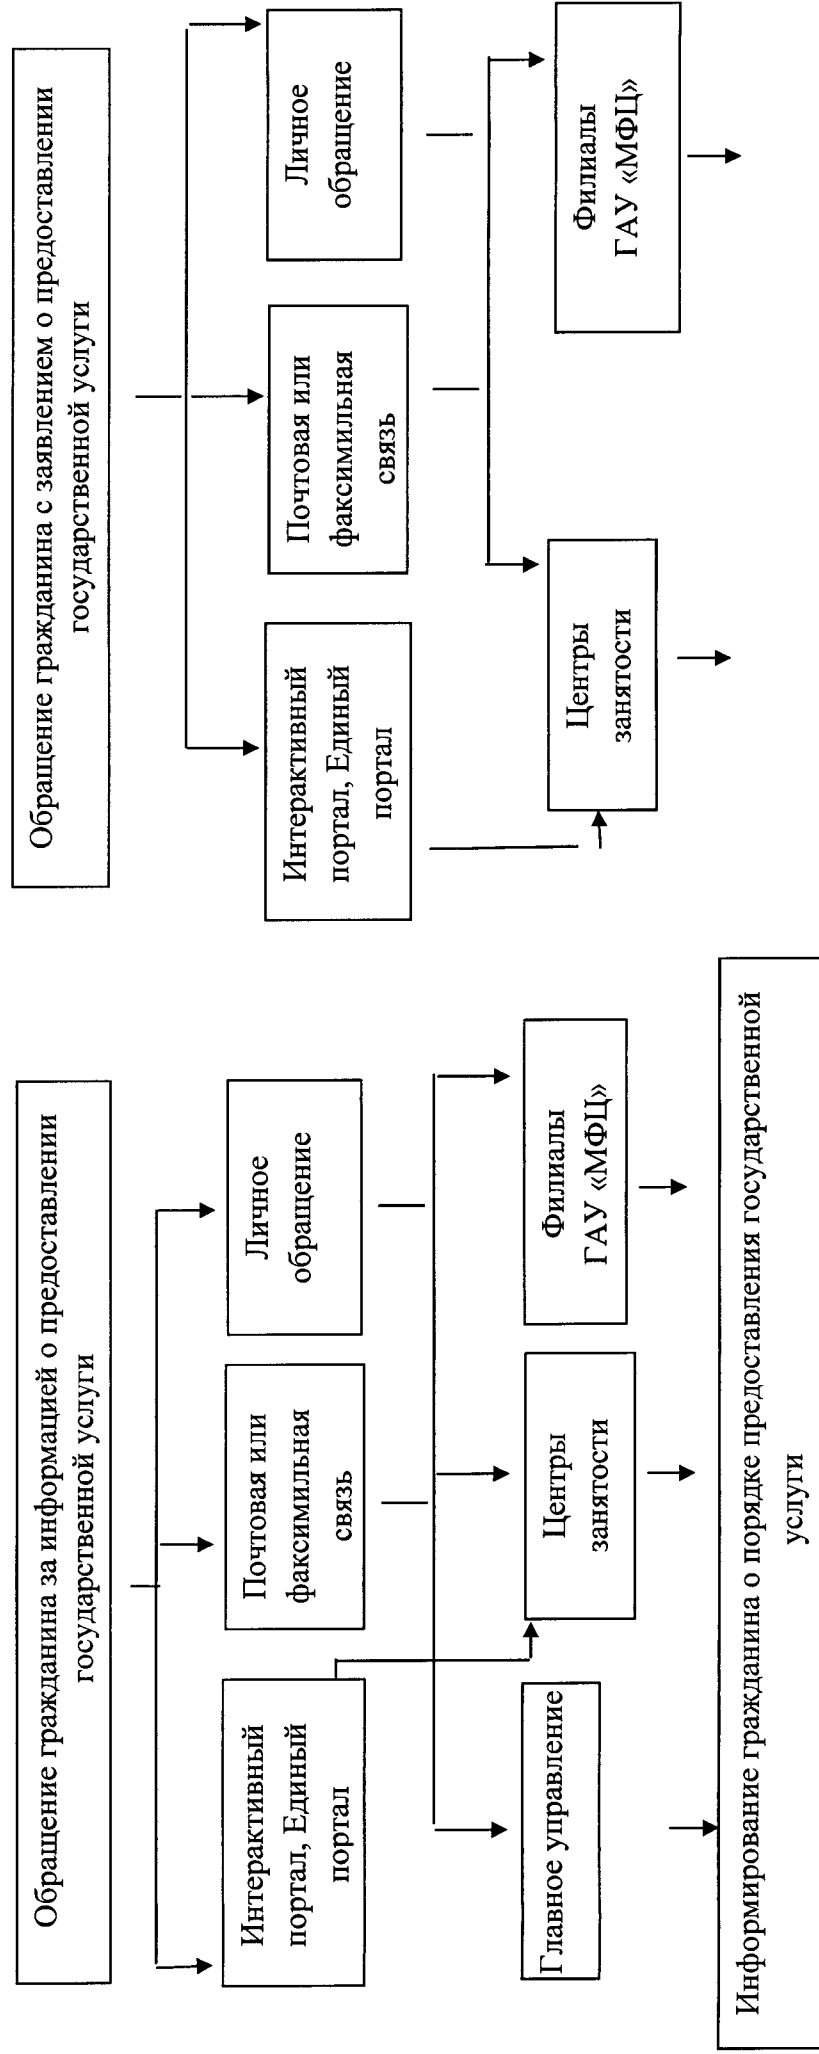 Обращение гражданина за информацией о предоставлении
государственной услуги
Интерактивный
портал, Единый
портал
Почтовая или
факсимильная
связь
Личное
обращение
Главное управление
Центры
занятости
Филиалы
ГАУ «МФЦ»
Информирование гражданина о порядке предоставления государственной
услуги
Обращение гражданина с заявлением о предоставлении
государственной услуги
Интерактивный
портал, Единый
портал
Почтовая или
факсимильная
связь
Личное
обращение
Центры
занятости
Филиалы
ГАУ «МФЦ»